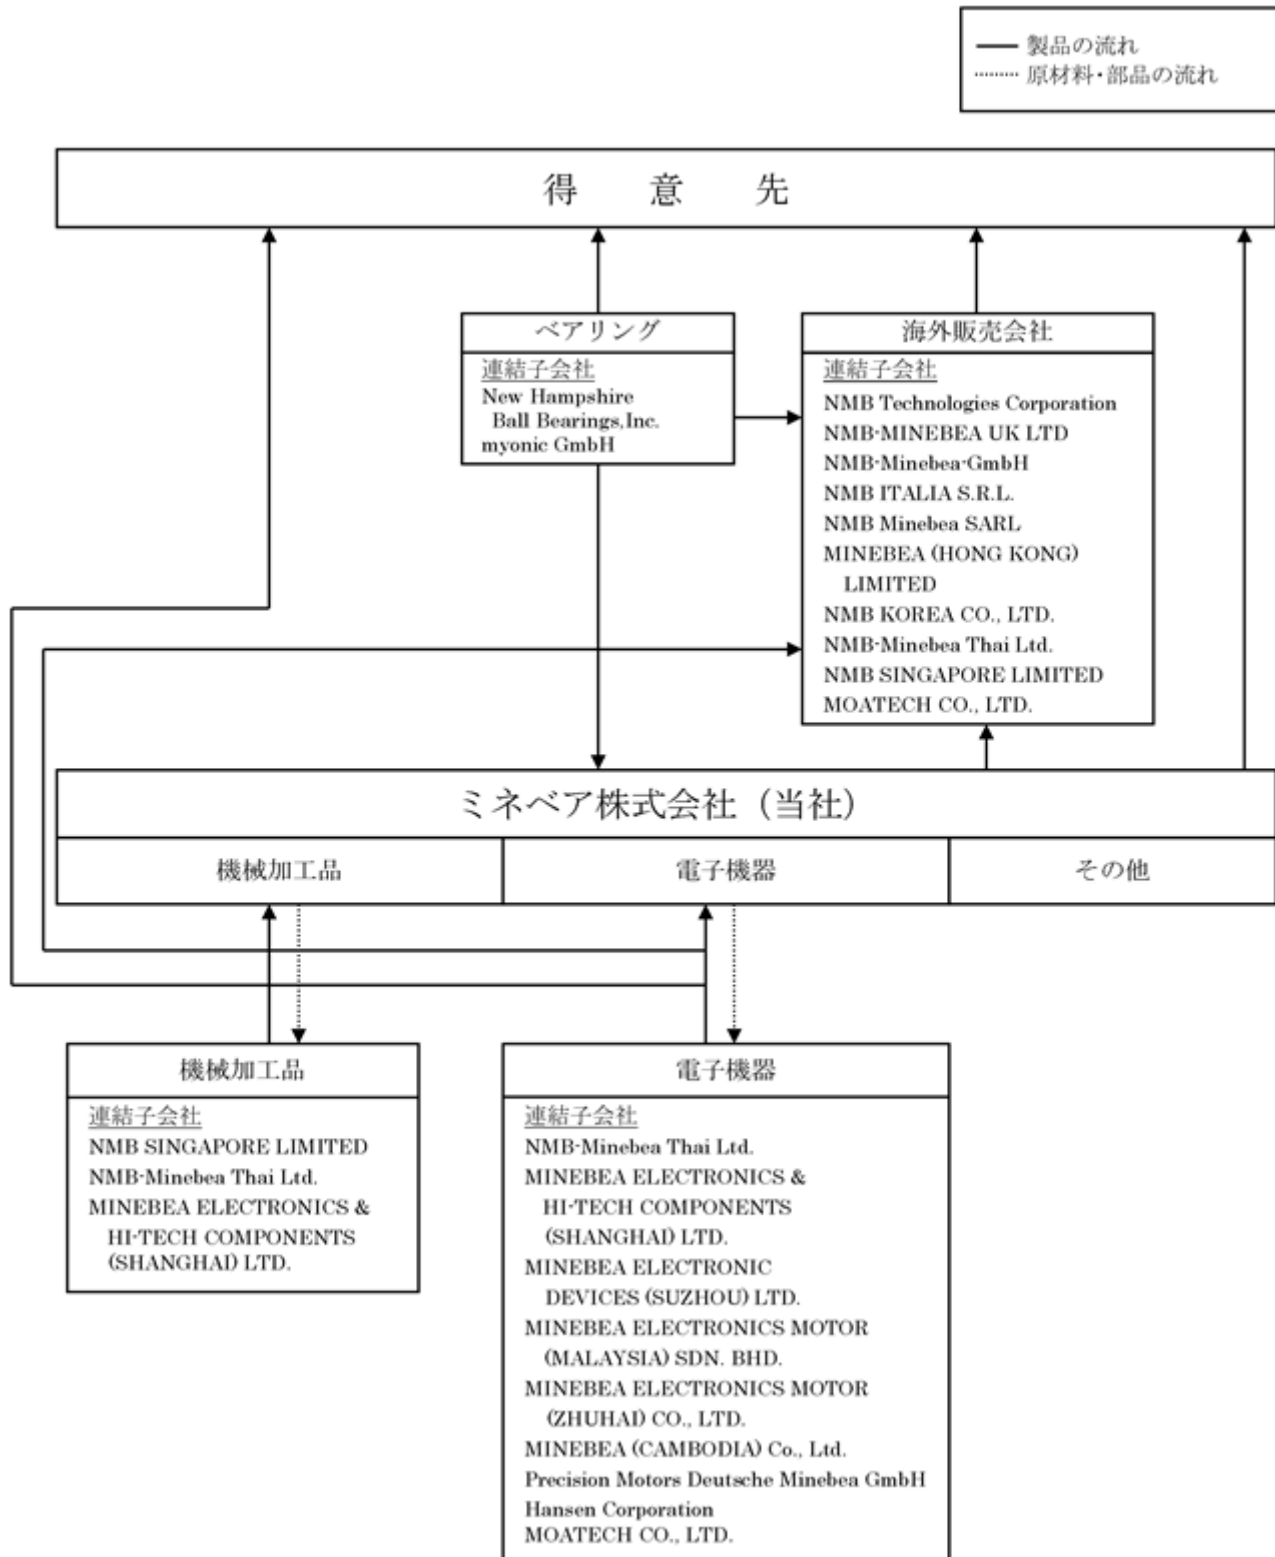 製品の流れ
原材料・部品の流れ
得意先
ベアリング
連結子会社
New Hampshire
Ball Bearings,Inc.
myonic GmbH
海外販売会社
連結子会社
NMB Technologies Corporation
NMB-MINEBEA UK LTD
NMB-Minebea-GmbH
NMB ITALIA S.R.L.
NMB Minebea SARL
MINEBEA (HONG KONG)
LIMITED
NMB KOREA CO., LTD.
NMB-Minebea Thai Ltd.
NMB SINGAPORE LIMITED
MOATECH CO., LTD.
ミネベア株式会社（当社）
機械加工品
電子機器
その他
機械加工品
連結子会社
NMB SINGAPORE LIMITED
NMB-Minebea Thai Ltd.
MINEBEA ELECTRONICS &
HI-TECH COMPONENTS
(SHANGHAI) LTD.
電子機器
連結子会社
NMB-Minebea Thai Ltd.
MINEBEA ELECTRONICS &
HI-TECH COMPONENTS
(SHANGHAI) LTD.
MINEBEA ELECTRONIC
DEVICES (SUZHOU) LTD.
MINEBEA ELECTRONICS MOTOR
(MALAYSIA) SDN. BHD.
MINEBEA ELECTRONICS MOTOR
(ZHUHAI) CO., LTD.
MINEBEA (CAMBODIA) Co., Ltd.
Precision Motors Deutsche Minebea GmbH
Hansen Corporation
MOATECH CO., LTD.